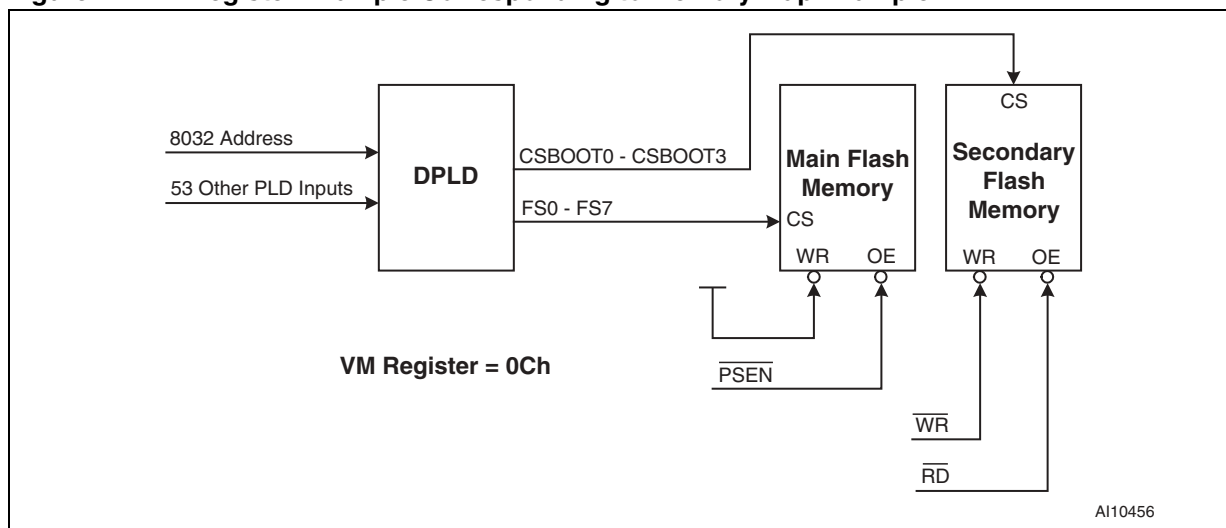 8032 Address
53 Other PLD Inputs
DPLD
CSBOOT0 - CSBOOT3
FS0 - FS7
Main Flash
Memory
CS
WR OE
CS
Secondary
Flash
Memory
WR OE
VM Register = 0Ch
PSEN
WR
RD
AI10456